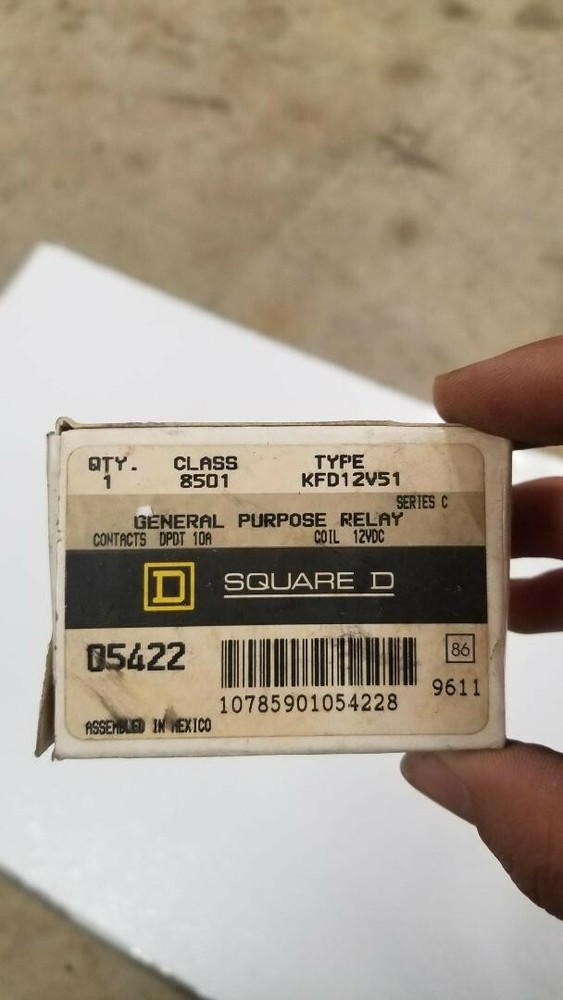 QTY. CLASS TYPE
1 8501 KFD12V51
SERIES C
GENERAL PURPOSE RELAY
CONTACTS DPDT 10A COIL 12VDC
D SQUARE D
05422
86
9611
10785901054228
ASSEMBLED IN MEXICO